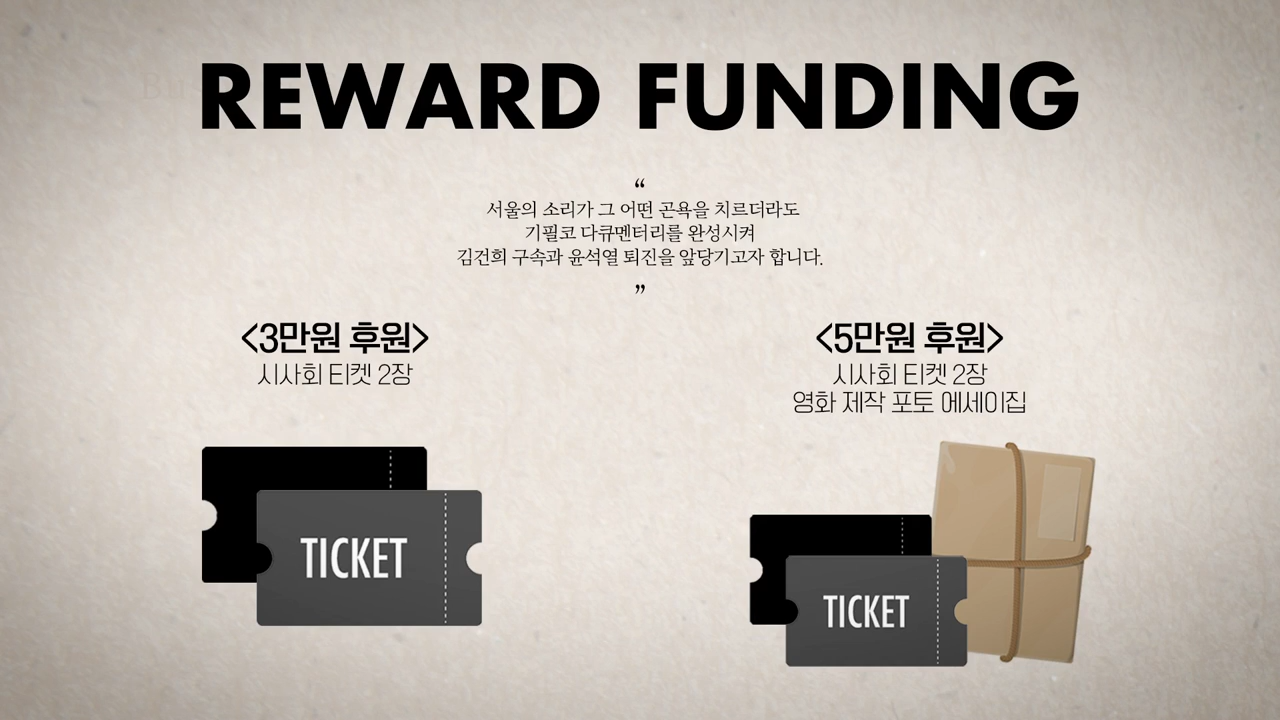 REWARD FUNDING
“
서울의 소리가 그 어떤 곤욕을 치르더라도
기필코 다큐멘터리를 완성시켜
김건희 구속과 윤석열 퇴진을 앞당기고자 합니다.
”
<3만원 후원>
시사회 티켓 2장
<5만원 후원>
시사회 티켓 2장
영화 제작 포토 에세이집
TICKET
TICKET